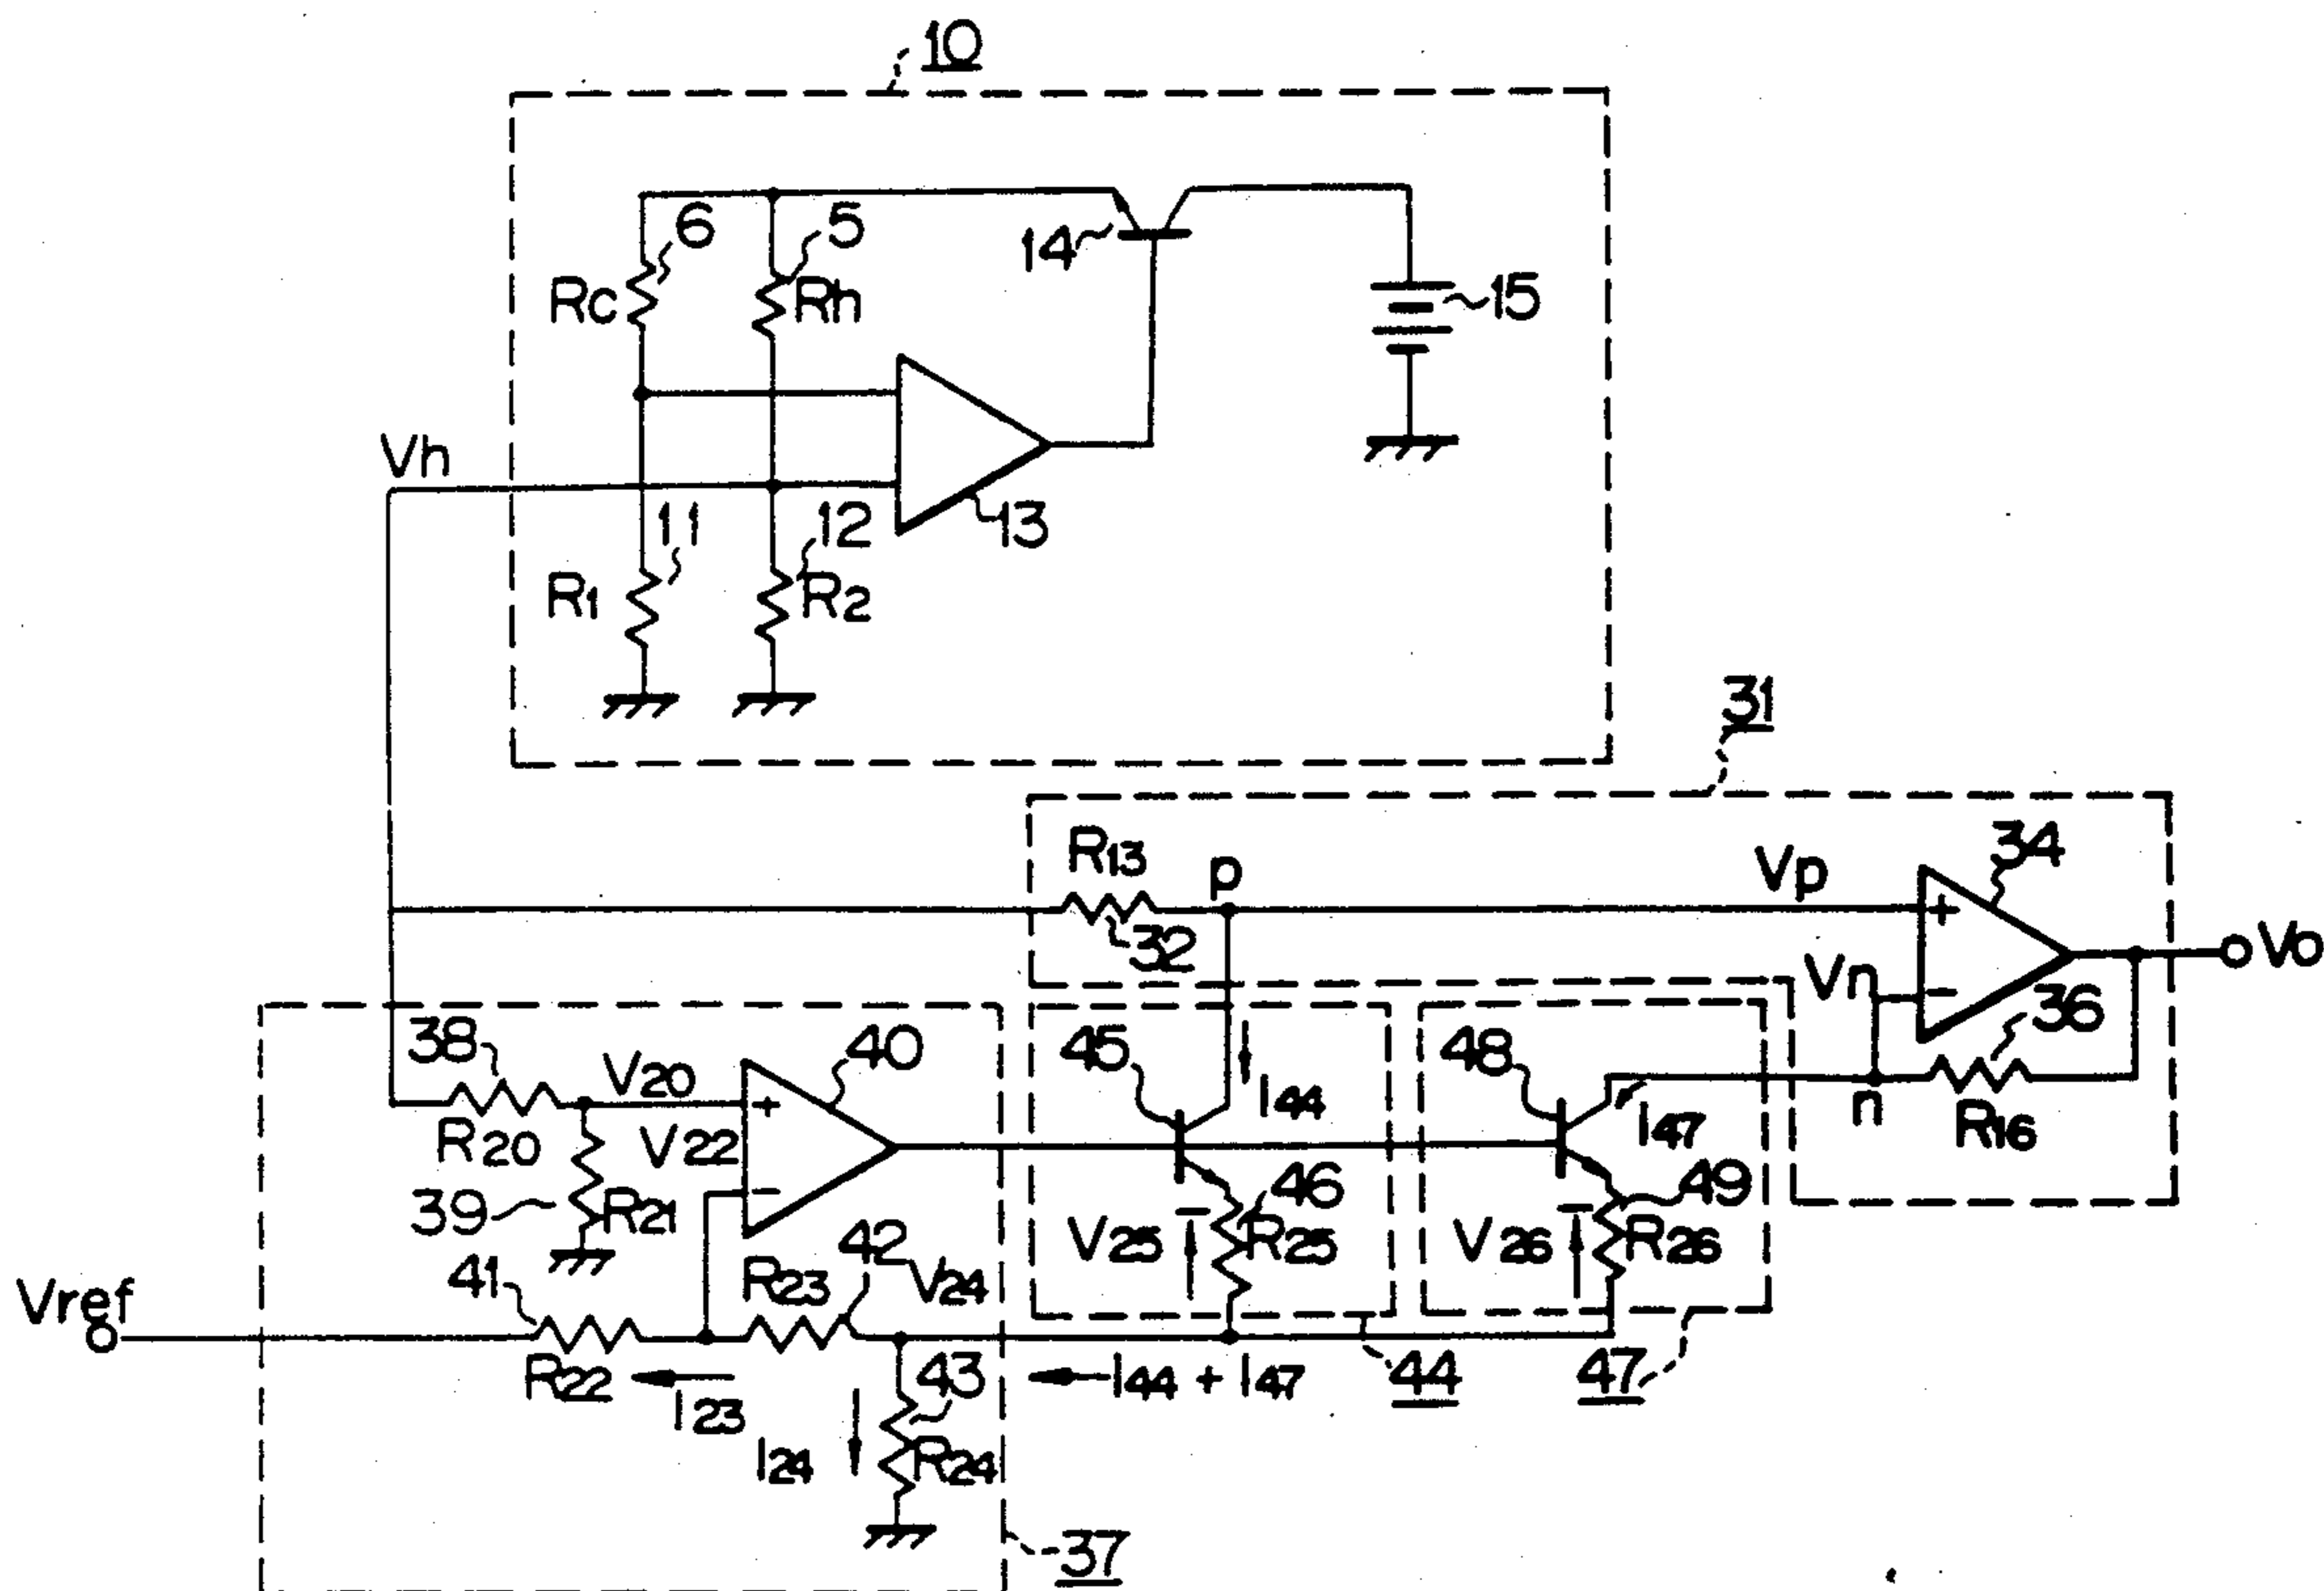 10
6
5
14
Rc
Rh
15
Vh
11
12
13
R1
R2
31
R13
p
Vp
34
32
Vo
Vn
38
40
45
48
36
V20
I44
n
R20
V22
I47
R16
46
49
39
R21
42
V25
R25
V26
R26
41
R23
V24
Vref
43
R22
I44 + I47
44
47
I23
I24
R24
37
+
-
+
-